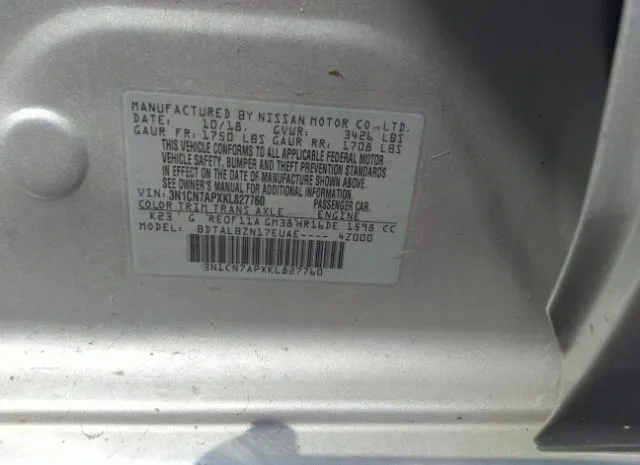 MANUFACTURED BY NISSAN MOTOR CO.,LTD.
DATE: 10/18. GVWR: 3426 LBS
GAWR FR: 1750 LBS GAWR RR: 1708 LBS
THIS VEHICLE CONFORMS TO ALL APPLICABLE FEDERAL MOTOR
VEHICLE SAFETY, BUMPER AND THEFT PREVENTION STANDARDS
IN EFFECT ON THE DATE OF MANUFACTURE SHOWN ABOVE.
SEE OWNER'S MANUAL FOR ADDITIONAL INFORMATION.
VIN: 3N1CN7APXKL827760 PASSENGER CAR.
COLOR TRIM TRANS AXLE ENGINE
K23 G RE0F11A GM38 HR16DE 1598 CC
MODEL: BDTALBZN17EUAE---- 4Z000
3N1CN7APXKL827760